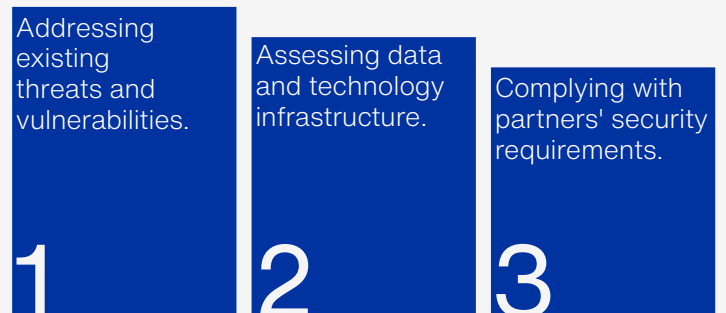 Addressing
existing
threats and
vulnerabilities.
1
Assessing data
and technology
infrastructure.
2
Complying with
partners' security
requirements.
3